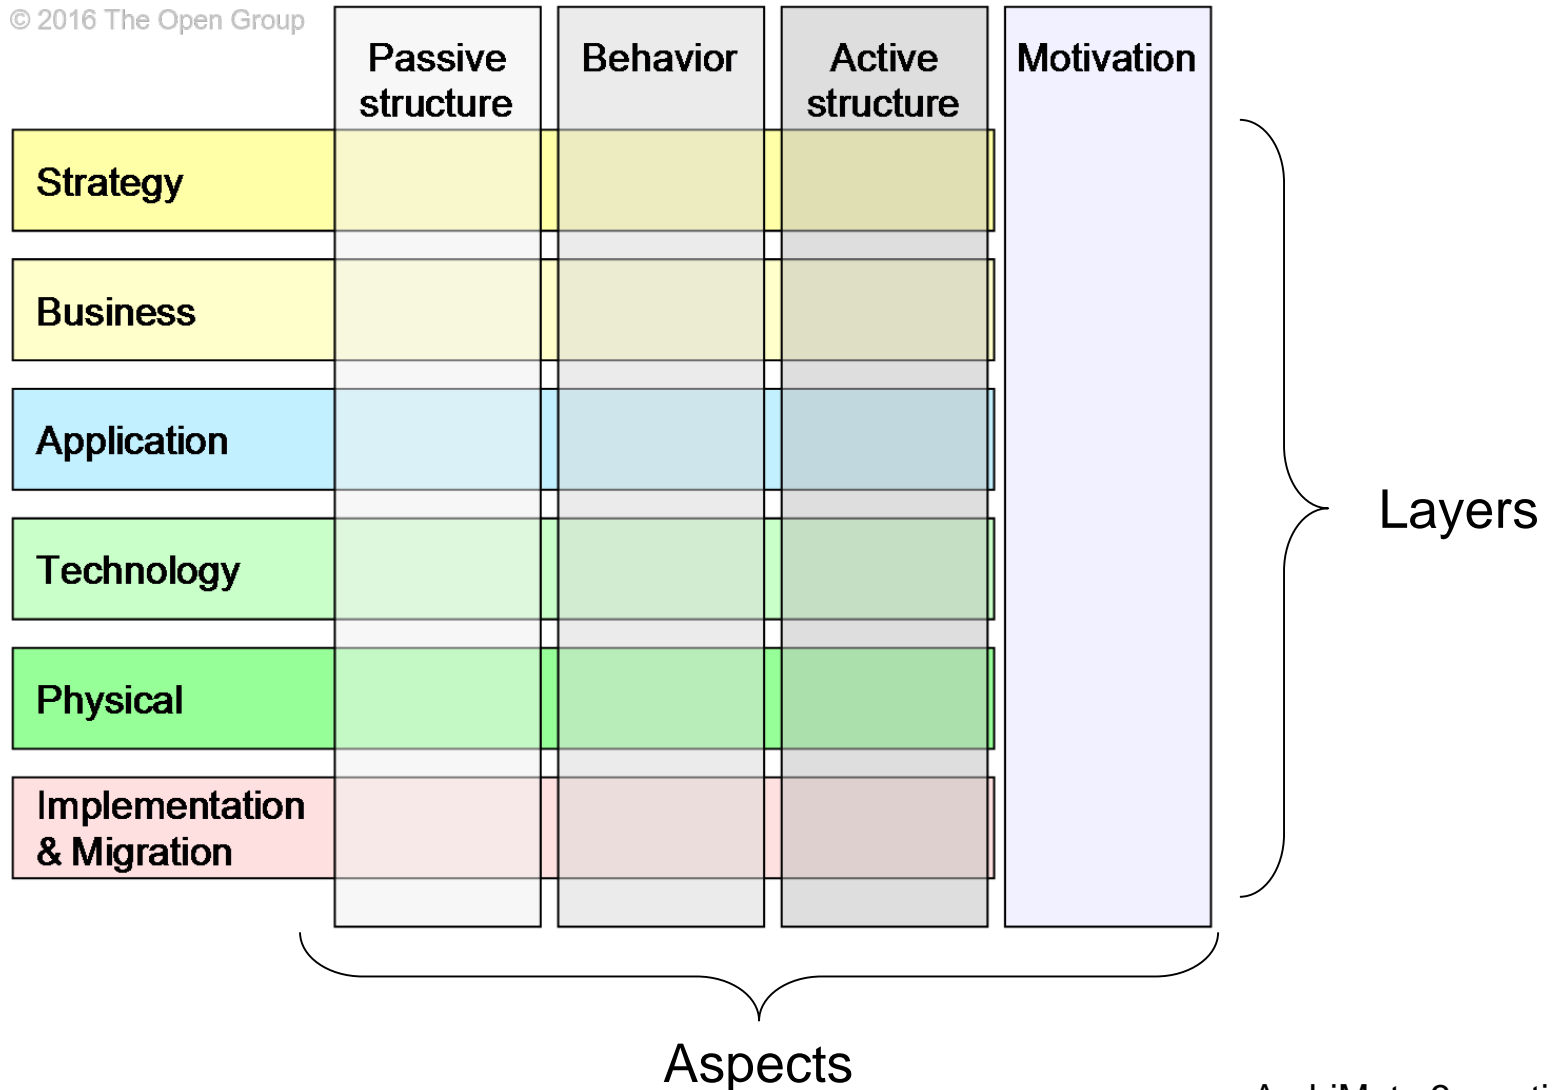 © 2016 The Open Group
Passive
structure
Behavior
Active
structure
Motivation
Strategy
Business
Application
Technology
Physical
Implementation
& Migration
Layers
Aspects